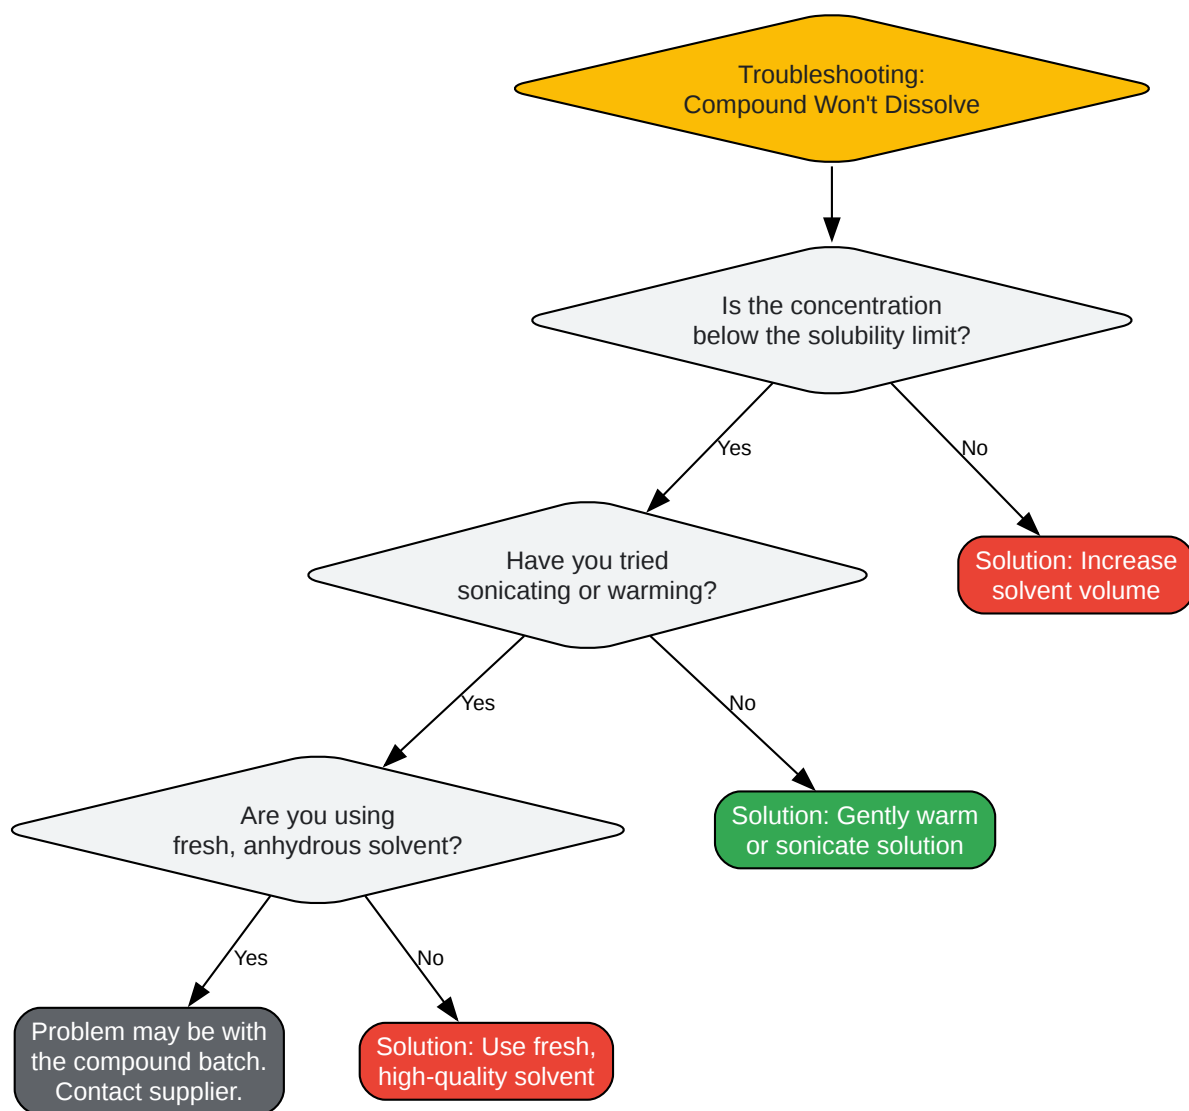 Troubleshooting:
Compound Won't Dissolve
Is the concentration
below the solubility limit?
Yes
No
Have you tried
sonicating or warming?
Solution: Increase
solvent volume
Yes
No
Are you using
fresh, anhydrous solvent?
Solution: Gently warm
or sonicate solution
Yes
No
Problem may be with
the compound batch.
Contact supplier.
Solution: Use fresh,
high-quality solvent